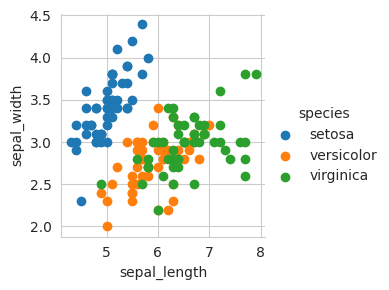 4.5
4.0
3.5
3.0
2.5
2.0
sepal_width
5
6
7
8
sepal_length
species
setosa
versicolor
virginica